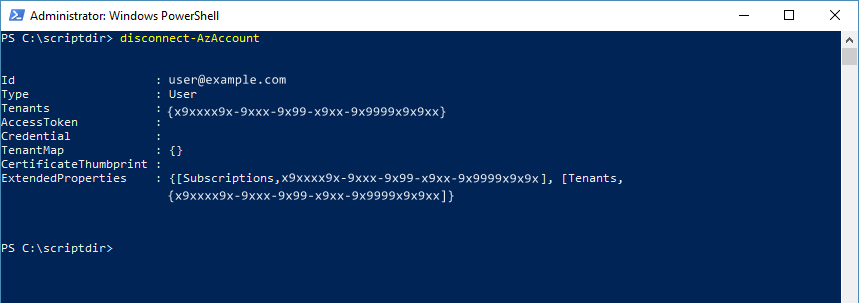 Administrator: Windows PowerShell
PS C:\scriptdir> disconnect-AzAccount
Id : user@example.com
Type : User
Tenants : {x9xxxx9x-9xxx-9x99-x9xx-9x9999x9x9xx}
AccessToken :
Credential :
TenantMap : {}
CertificateThumbprint :
ExtendedProperties : {[Subscriptions,x9xxxx9x-9xxx-9x99-x9xx-9x9999x9x9x], [Tenants,
{x9xxxx9x-9xxx-9x99-x9xx-9x9999x9x9xx]}
PS C:\scriptdir>